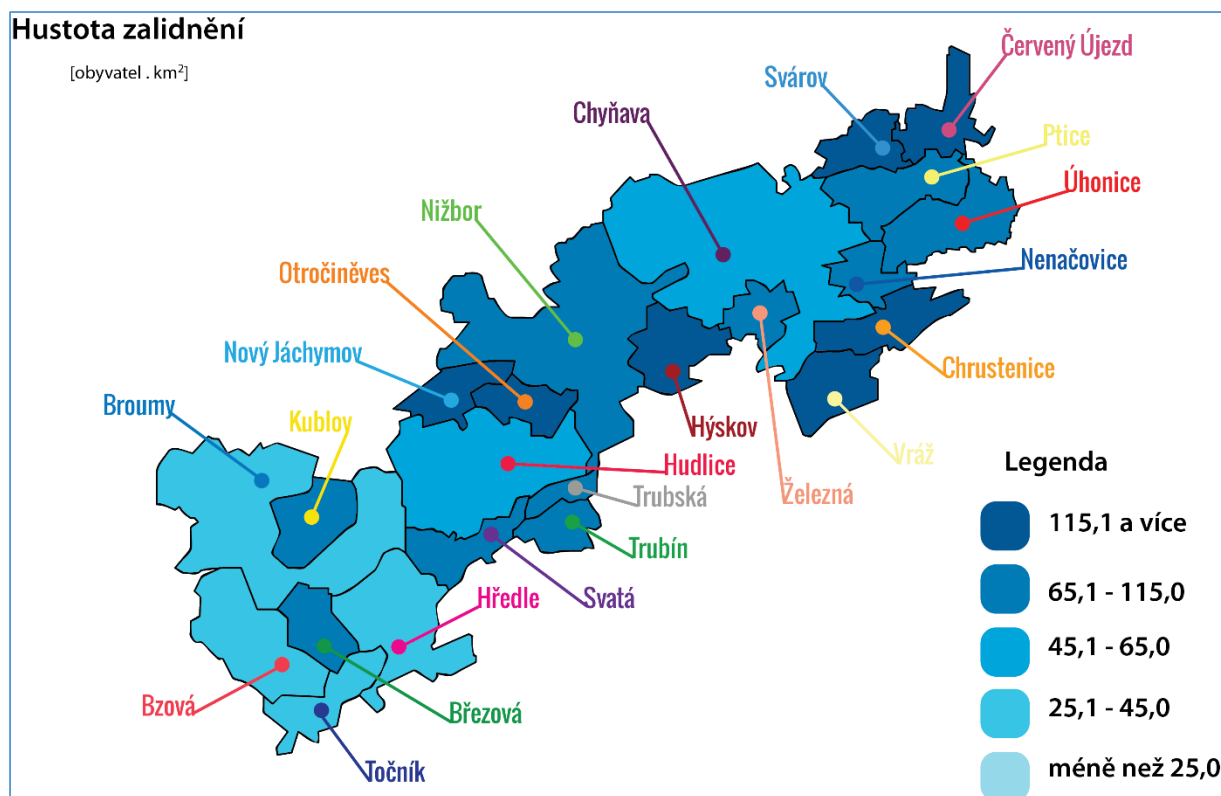 Hustota zalidnění
[obyvatel . km²]
Červený Újezd
Svárov
Chyňava
Ptice
Úhonice
Nižbor
Nenačovice
Otročiněves
Nový Jáchymov
Chrustenice
Broumy
Kublov
Hýskov
Vráž
Hudlice
Železná
Trubská
Trubín
Hředle
Svatá
Bzová
Březová
Točník
Legenda
115,1 a více
65,1 - 115,0
45,1 - 65,0
25,1 - 45,0
méně než 25,0